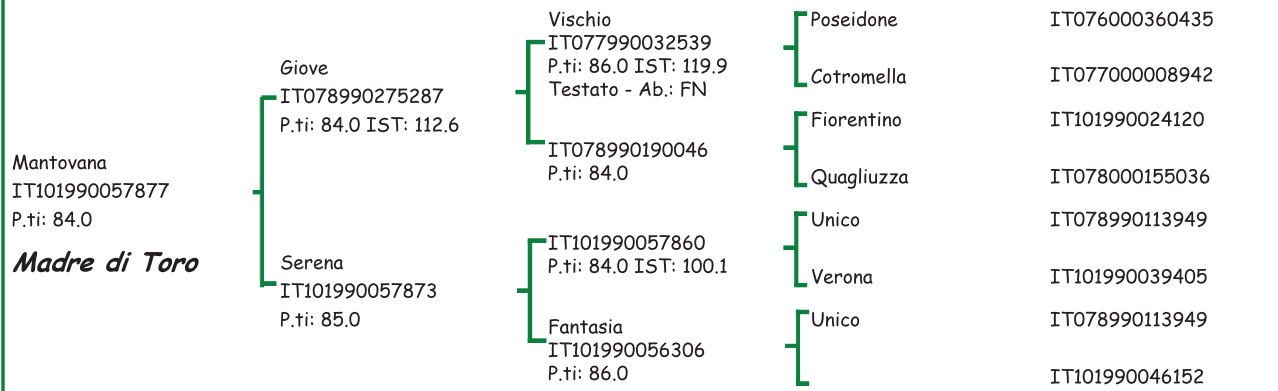 Mantovana
IT101990057877
P.ti: 84.0
Madre di Toro
Giove
IT078990275287
P.ti: 84.0 IST: 112.6
Serena
IT101990057873
P.ti: 85.0
Vischio
IT077990032539
P.ti: 86.0 IST: 119.9
Testato - Ab.: FN
IT078990190046
P.ti: 84.0
IT101990057860
P.ti: 84.0 IST: 100.1
Fantasia
IT101990056306
P.ti: 86.0
Poseidone IT076000360435
Cotromella IT077000008942
Fiorentino IT101990024120
Quagliuzza IT078000155036
Unico IT078990113949
Verona IT101990039405
Unico IT078990113949
IT101990046152